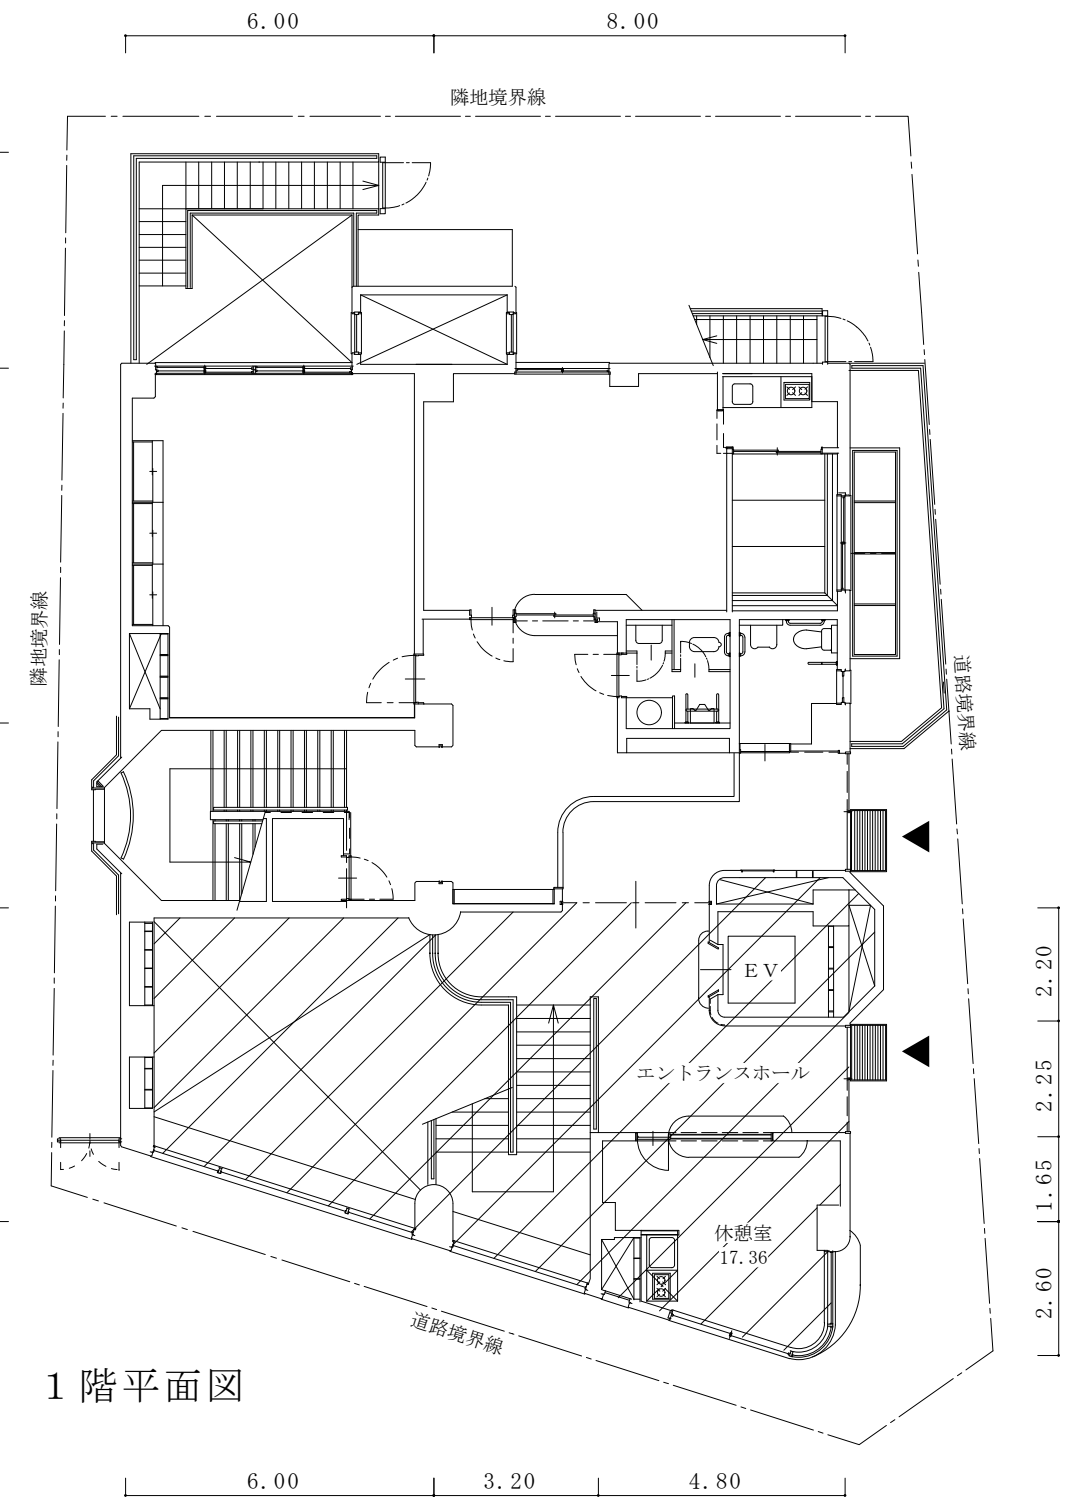 6.00 8.00
隣地境界線
隣地境界線
道路境界線
EV
2.20
エントランスホール
2.25
1.65
休憩室
17.36
2.60
道路境界線
1階平面図
6.00 3.20 4.80